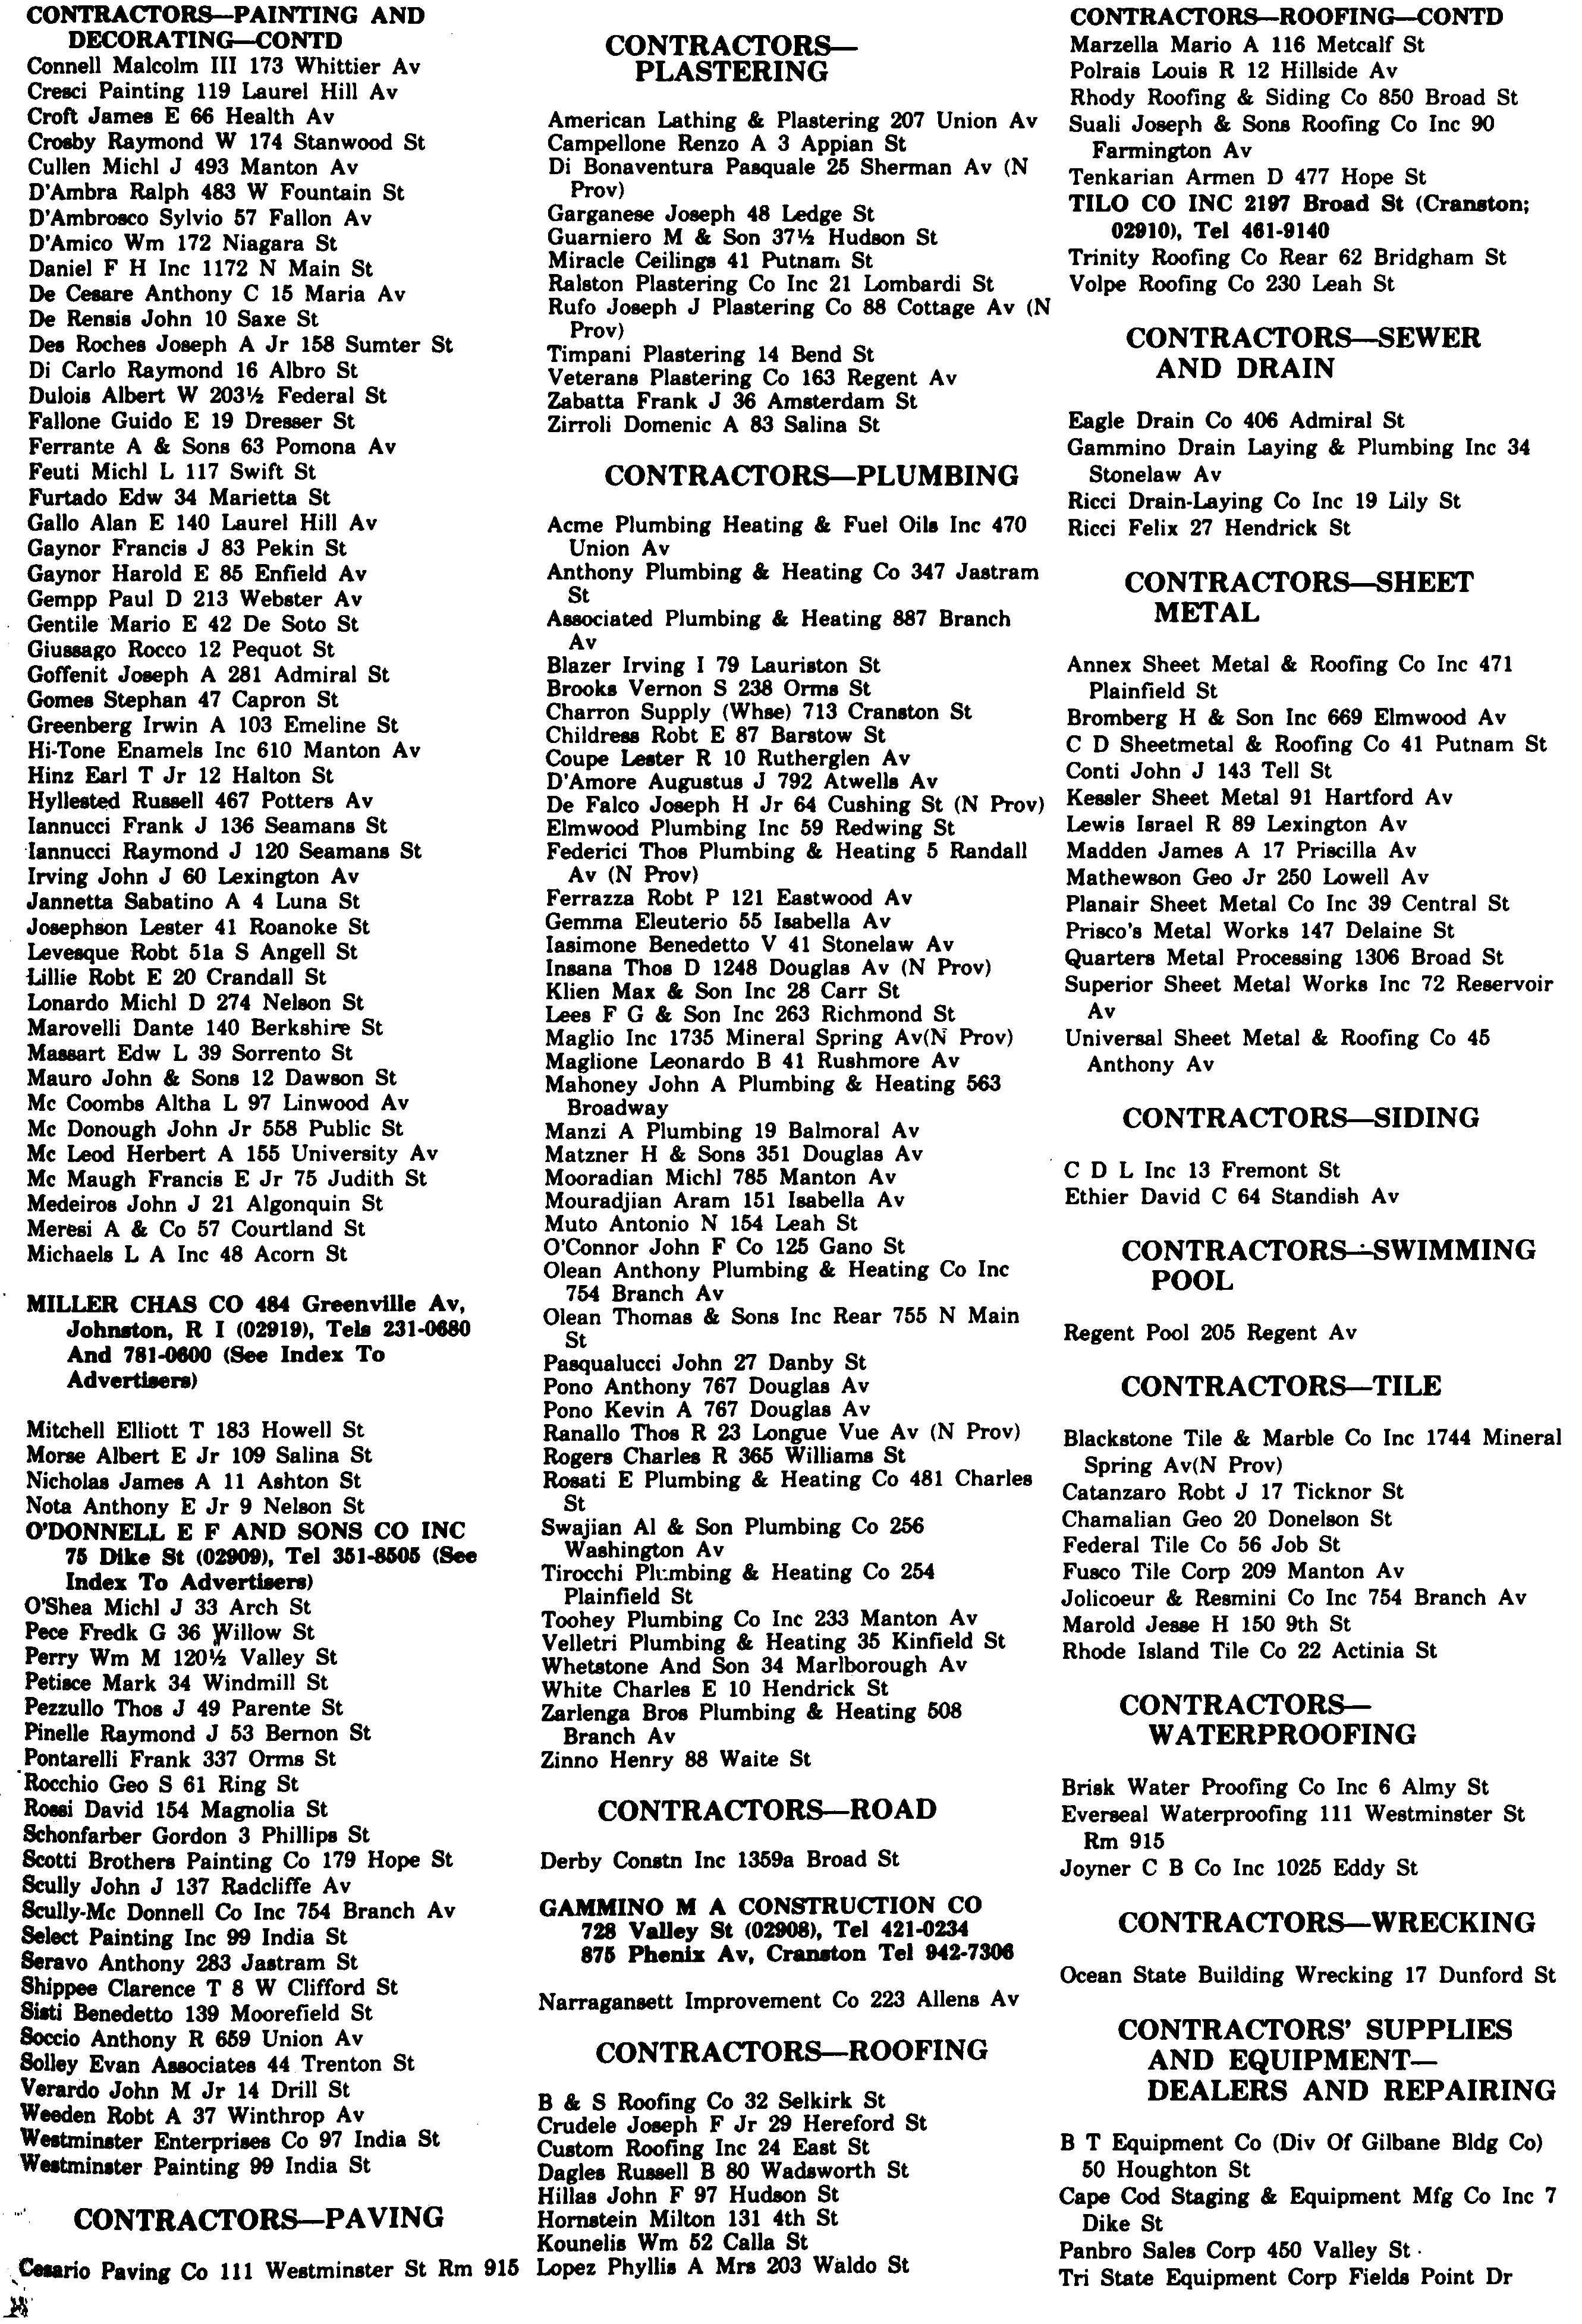 CONTRACTORS—PAINTING AND
DECORATING—CONTD
Connell Malcolm III 173 Whittier Av
Cresci Painting 119 Laurel Hill Av
Croft James E 66 Health Av
Crosby Raymond W 174 Stanwood St
Cullen Michl J 493 Manton Av
D'Ambra Ralph 483 W Fountain St
D'Ambrosco Sylvio 57 Fallon Av
D'Amico Wm 172 Niagara St
Daniel F H Inc 1172 N Main St
De Cesare Anthony C 15 Maria Av
De Rensis John 10 Saxe St
Des Roches Joseph A Jr 158 Sumter St
Di Carlo Raymond 16 Albro St
Dulois Albert W 203½ Federal St
Fallone Guido E 19 Dresser St
Ferrante A & Sons 63 Pomona Av
Feuti Michl L 117 Swift St
Furtado Edw 34 Marietta St
Gallo Alan E 140 Laurel Hill Av
Gaynor Francis J 83 Pekin St
Gaynor Harold E 85 Enfield Av
Gempp Paul D 213 Webster Av
Gentile Mario E 42 De Soto St
Giussago Rocco 12 Pequot St
Goffenit Joseph A 281 Admiral St
Gomes Stephan 47 Capron St
Greenberg Irwin A 103 Emeline St
Hi-Tone Enamels Inc 610 Manton Av
Hinz Earl T Jr 12 Halton St
Hyllested Russell 467 Potters Av
Iannucci Frank J 136 Seamans St
Iannucci Raymond J 120 Seamans St
Irving John J 60 Lexington Av
Jannetta Sabatino A 4 Luna St
Josephson Lester 41 Roanoke St
Levesque Robt 51a S Angell St
Lillie Robt E 20 Crandall St
Lonardo Michl D 274 Nelson St
Marovelli Dante 140 Berkshire St
Massart Edw L 39 Sorrento St
Mauro John & Sons 12 Dawson St
Mc Coombs Altha L 97 Linwood Av
Mc Donough John Jr 558 Public St
Mc Leod Herbert A 155 University Av
Mc Maugh Francis E Jr 75 Judith St
Medeiros John J 21 Algonquin St
Meresi A & Co 57 Courtland St
Michaels L A Inc 48 Acorn St
MILLER CHAS CO 484 Greenville Av,
Johnston, R I (02919), Tels 231-0680
And 781-0600 (See Index To
Advertisers)
Mitchell Elliott T 183 Howell St
Morse Albert E Jr 109 Salina St
Nicholas James A 11 Ashton St
Nota Anthony E Jr 9 Nelson St
O'DONNELL E F AND SONS CO INC
75 Dike St (02909), Tel 351-8505 (See
Index To Advertisers)
O'Shea Michl J 33 Arch St
Pece Fredk G 36 Willow St
Perry Wm M 120½ Valley St
Petisce Mark 34 Windmill St
Pezzullo Thos J 49 Parente St
Pinelle Raymond J 53 Bernon St
Pontarelli Frank 337 Orms St
Rocchio Geo S 61 Ring St
Rossi David 154 Magnolia St
Schonfarber Gordon 3 Phillips St
Scotti Brothers Painting Co 179 Hope St
Scully John J 137 Radcliffe Av
Scully-Mc Donnell Co Inc 754 Branch Av
Select Painting Inc 99 India St
Seravo Anthony 283 Jastram St
Shippee Clarence T 8 W Clifford St
Sisti Benedetto 139 Moorefield St
Soccio Anthony R 659 Union Av
Solley Evan Associates 44 Trenton St
Verardo John M Jr 14 Drill St
Weeden Robt A 37 Winthrop Av
Westminster Enterprises Co 97 India St
Westminster Painting 99 India St
CONTRACTORS—PAVING
Cesario Paving Co 111 Westminster St Rm 915
CONTRACTORS—
PLASTERING
American Lathing & Plastering 207 Union Av
Campellone Renzo A 3 Appian St
Di Bonaventura Pasquale 25 Sherman Av (N
Prov)
Garganese Joseph 48 Ledge St
Guarniero M & Son 37½ Hudson St
Miracle Ceilings 41 Putnam St
Ralston Plastering Co Inc 21 Lombardi St
Rufo Joseph J Plastering Co 88 Cottage Av (N
Prov)
Timpani Plastering 14 Bend St
Veterans Plastering Co 163 Regent Av
Zabatta Frank J 36 Amsterdam St
Zirroli Domenic A 83 Salina St
CONTRACTORS—PLUMBING
Acme Plumbing Heating & Fuel Oils Inc 470
Union Av
Anthony Plumbing & Heating Co 347 Jastram
St
Associated Plumbing & Heating 887 Branch
Av
Blazer Irving I 79 Lauriston St
Brooks Vernon S 238 Orms St
Charron Supply (Whse) 713 Cranston St
Childress Robt E 87 Barstow St
Coupe Lester R 10 Rutherglen Av
D'Amore Augustus J 792 Atwells Av
De Falco Joseph H Jr 64 Cushing St (N Prov)
Elmwood Plumbing Inc 59 Redwing St
Federici Thos Plumbing & Heating 5 Randall
Av (N Prov)
Ferrazza Robt P 121 Eastwood Av
Gemma Eleuterio 55 Isabella Av
Iasimone Benedetto V 41 Stonelaw Av
Insana Thos D 1248 Douglas Av (N Prov)
Klien Max & Son Inc 28 Carr St
Lees F G & Son Inc 263 Richmond St
Maglio Inc 1735 Mineral Spring Av(N Prov)
Maglione Leonardo B 41 Rushmore Av
Mahoney John A Plumbing & Heating 563
Broadway
Manzi A Plumbing 19 Balmoral Av
Matzner H & Sons 351 Douglas Av
Mooradian Michl 785 Manton Av
Mouradjian Aram 151 Isabella Av
Muto Antonio N 154 Leah St
O'Connor John F Co 125 Gano St
Olean Anthony Plumbing & Heating Co Inc
754 Branch Av
Olean Thomas & Sons Inc Rear 755 N Main
St
Pasqualucci John 27 Danby St
Pono Anthony 767 Douglas Av
Pono Kevin A 767 Douglas Av
Ranallo Thos R 23 Longue Vue Av (N Prov)
Rogers Charles R 365 Williams St
Rosati E Plumbing & Heating Co 481 Charles
St
Swajian Al & Son Plumbing Co 256
Washington Av
Tirocchi Plumbing & Heating Co 254
Plainfield St
Toohey Plumbing Co Inc 233 Manton Av
Velletri Plumbing & Heating 35 Kinfield St
Whetstone And Son 34 Marlborough Av
White Charles E 10 Hendrick St
Zarlenga Bros Plumbing & Heating 508
Branch Av
Zinno Henry 88 Waite St
CONTRACTORS—ROAD
Derby Constn Inc 1359a Broad St
GAMMINO M A CONSTRUCTION CO
728 Valley St (02908), Tel 421-0234
875 Phenix Av, Cranston Tel 942-7306
Narragansett Improvement Co 223 Allens Av
CONTRACTORS—ROOFING
B & S Roofing Co 32 Selkirk St
Crudele Joseph F Jr 29 Hereford St
Custom Roofing Inc 24 East St
Dagles Russell B 80 Wadsworth St
Hillas John F 97 Hudson St
Hornstein Milton 131 4th St
Kounelis Wm 52 Calla St
Lopez Phyllis A Mrs 203 Waldo St
CONTRACTORS—ROOFING—CONTD
Marzella Mario A 116 Metcalf St
Polrais Louis R 12 Hillside Av
Rhody Roofing & Siding Co 850 Broad St
Suali Joseph & Sons Roofing Co Inc 90
Farmington Av
Tenkarian Armen D 477 Hope St
TILO CO INC 2197 Broad St (Cranston;
02910), Tel 461-9140
Trinity Roofing Co Rear 62 Bridgham St
Volpe Roofing Co 230 Leah St
CONTRACTORS—SEWER
AND DRAIN
Eagle Drain Co 406 Admiral St
Gammino Drain Laying & Plumbing Inc 34
Stonelaw Av
Ricci Drain-Laying Co Inc 19 Lily St
Ricci Felix 27 Hendrick St
CONTRACTORS—SHEET
METAL
Annex Sheet Metal & Roofing Co Inc 471
Plainfield St
Bromberg H & Son Inc 669 Elmwood Av
C D Sheetmetal & Roofing Co 41 Putnam St
Conti John J 143 Tell St
Kessler Sheet Metal 91 Hartford Av
Lewis Israel R 89 Lexington Av
Madden James A 17 Priscilla Av
Mathewson Geo Jr 250 Lowell Av
Planair Sheet Metal Co Inc 39 Central St
Prisco's Metal Works 147 Delaine St
Quarters Metal Processing 1306 Broad St
Superior Sheet Metal Works Inc 72 Reservoir
Av
Universal Sheet Metal & Roofing Co 45
Anthony Av
CONTRACTORS—SIDING
C D L Inc 13 Fremont St
Ethier David C 64 Standish Av
CONTRACTORS—SWIMMING
POOL
Regent Pool 205 Regent Av
CONTRACTORS—TILE
Blackstone Tile & Marble Co Inc 1744 Mineral
Spring Av(N Prov)
Catanzaro Robt J 17 Ticknor St
Chamalian Geo 20 Donelson St
Federal Tile Co 56 Job St
Fusco Tile Corp 209 Manton Av
Jolicoeur & Resmini Co Inc 754 Branch Av
Marold Jesse H 150 9th St
Rhode Island Tile Co 22 Actinia St
CONTRACTORS—
WATERPROOFING
Brisk Water Proofing Co Inc 6 Almy St
Everseal Waterproofing 111 Westminster St
Rm 915
Joyner C B Co Inc 1025 Eddy St
CONTRACTORS—WRECKING
Ocean State Building Wrecking 17 Dunford St
CONTRACTORS' SUPPLIES
AND EQUIPMENT—
DEALERS AND REPAIRING
B T Equipment Co (Div Of Gilbane Bldg Co)
50 Houghton St
Cape Cod Staging & Equipment Mfg Co Inc 7
Dike St
Panbro Sales Corp 450 Valley St
Tri State Equipment Corp Fields Point Dr